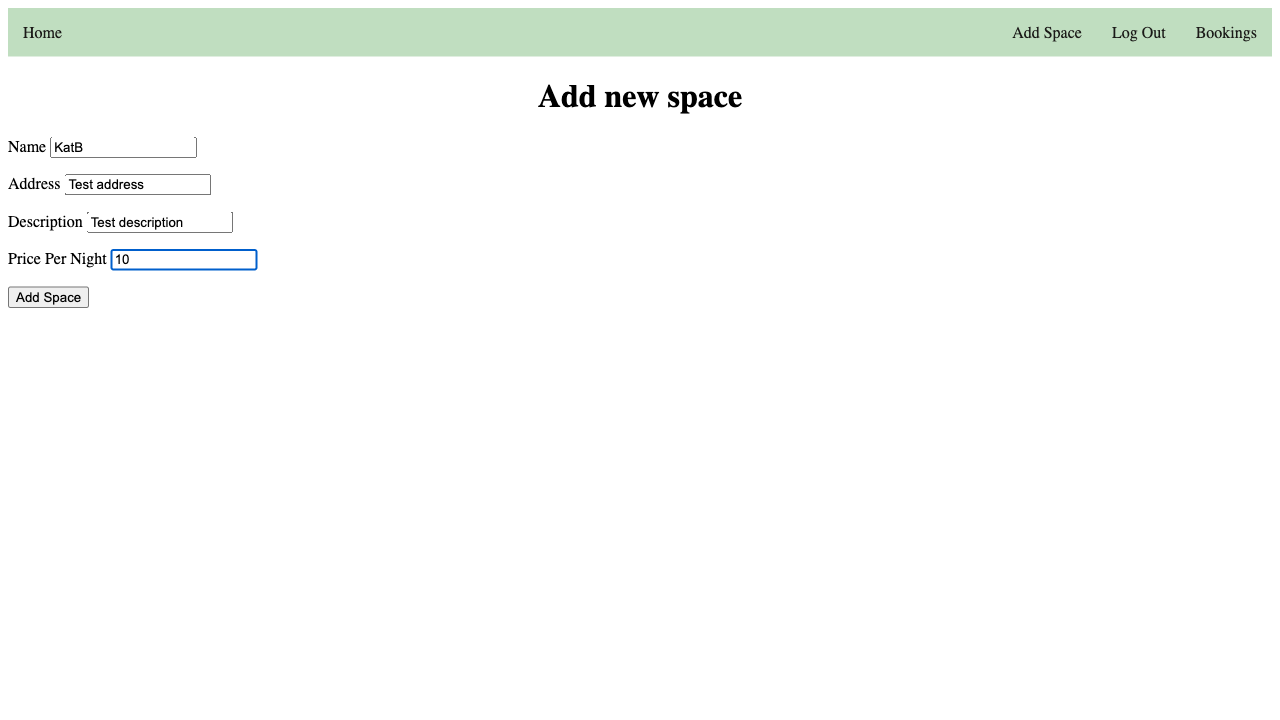 Home Add Space Log Out Bookings
Add new space
Name KatB
Address Test address
Description Test description
Price Per Night 10
Add Space